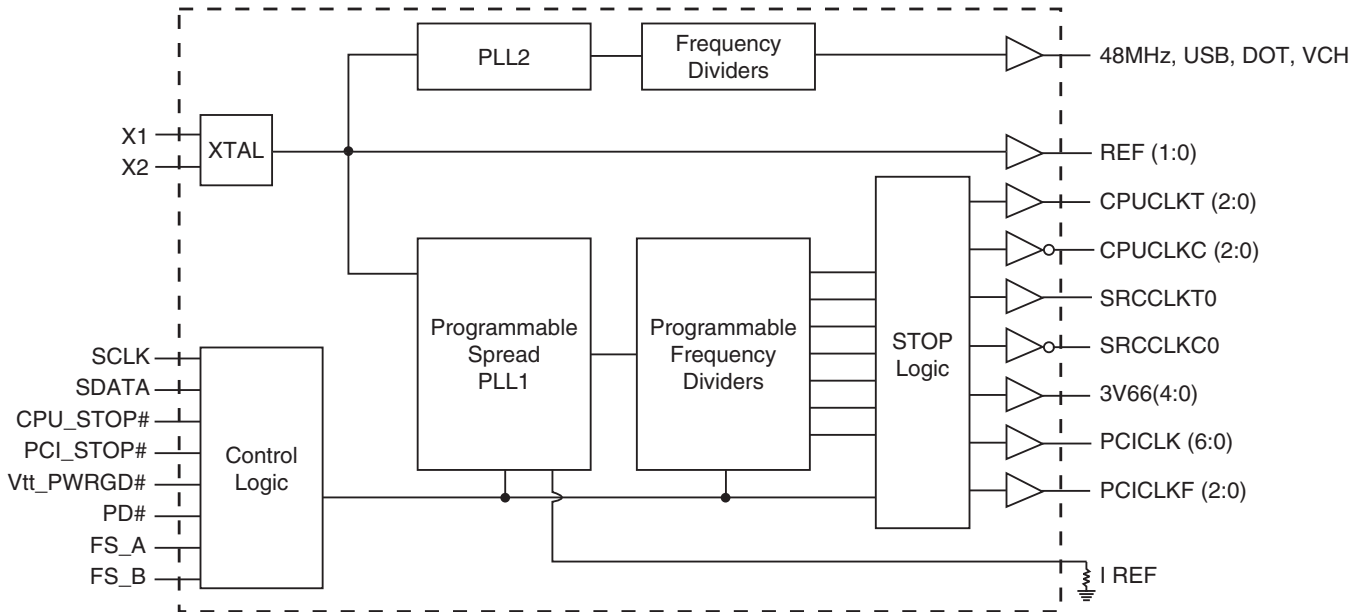 PLL2
Frequency
Dividers
48MHz, USB, DOT, VCH
X1
X2
XTAL
REF (1:0)
CPUCLKT (2:0)
CPUCLKC (2:0)
SRCCLKT0
SRCCLKC0
3V66(4:0)
PCICLK (6:0)
PCICLKF (2:0)
Programmable
Spread
PLL1
Programmable
Frequency
Dividers
STOP
Logic
SCLK
SDATA
CPU_STOP#
PCI_STOP#
Vtt_PWRGD#
PD#
FS_A
FS_B
Control
Logic
I REF